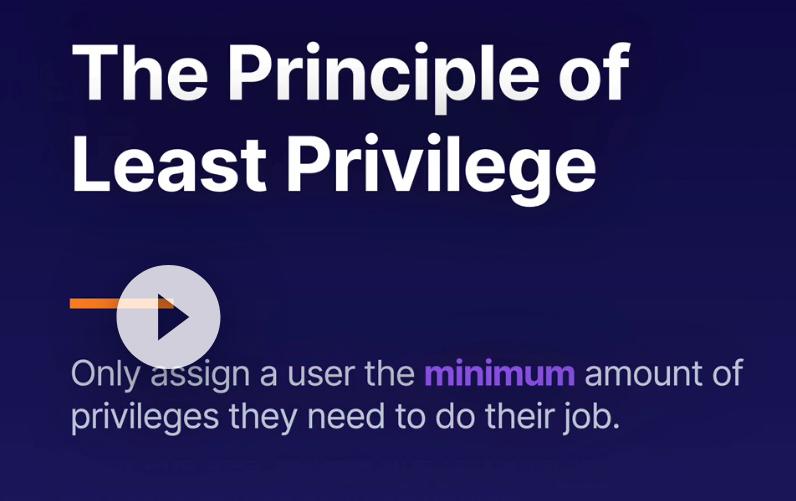 The Principle of
Least Privilege
Only assign a user the minimum amount of
privileges they need to do their job.